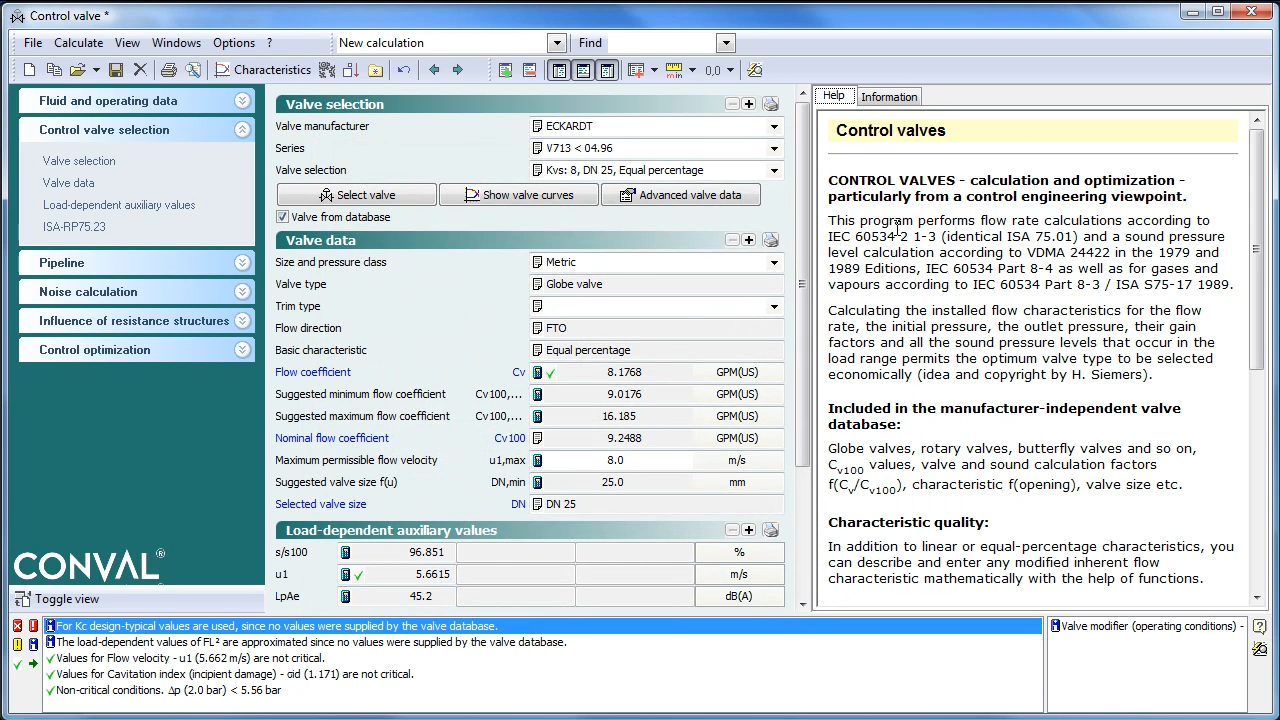 Control valve *
File Calculate View Windows Options ? New calculation Find
Characteristics 0,0
Fluid and operating data
Control valve selection
Valve selection
Valve data
Load-dependent auxiliary values
ISA-RP75.23
Pipeline
Noise calculation
Influence of resistance structures
Control optimization
CONVAL®
Toggle view
Valve selection
Valve manufacturer ECKARDT
Series V713 < 04.96
Valve selection Kvs: 8, DN 25, Equal percentage
Select valve Show valve curves Advanced valve data
Valve from database
Valve data
Size and pressure class Metric
Valve type Globe valve
Trim type
Flow direction FTO
Basic characteristic Equal percentage
Flow coefficient Cv 8.1768 GPM(US)
Suggested minimum flow coefficient Cv100,... 9.0176 GPM(US)
Suggested maximum flow coefficient Cv100,... 16.185 GPM(US)
Nominal flow coefficient Cv100 9.2488 GPM(US)
Maximum permissible flow velocity u1,max 8.0 m/s
Suggested valve size f(u) DN,min 25.0 mm
Selected valve size DN DN 25
Load-dependent auxiliary values
s/s100 96.851 %
u1 5.6615 m/s
LpAe 45.2 dB(A)
Help Information
Control valves
CONTROL VALVES - calculation and optimization -
particularly from a control engineering viewpoint.
This program performs flow rate calculations according to
IEC 60534-2 1-3 (identical ISA 75.01) and a sound pressure
level calculation according to VDMA 24422 in the 1979 and
1989 Editions, IEC 60534 Part 8-4 as well as for gases and
vapours according to IEC 60534 Part 8-3 / ISA S75-17 1989.
Calculating the installed flow characteristics for the flow
rate, the initial pressure, the outlet pressure, their gain
factors and all the sound pressure levels that occur in the
load range permits the optimum valve type to be selected
economically (idea and copyright by H. Siemers).
Included in the manufacturer-independent valve
database:
Globe valves, rotary valves, butterfly valves and so on,
Cv100 values, valve and sound calculation factors
f(Cv/Cv100), characteristic f(opening), valve size etc.
Characteristic quality:
In addition to linear or equal-percentage characteristics, you
can describe and enter any modified inherent flow
characteristic mathematically with the help of functions.
For Kc design-typical values are used, since no values were supplied by the valve database.
The load-dependent values of FL² are approximated since no values were supplied by the valve database.
Values for Flow velocity - u1 (5.662 m/s) are not critical.
Values for Cavitation index (incipient damage) - σid (1.171) are not critical.
Non-critical conditions. Δp (2.0 bar) < 5.56 bar
Valve modifier (operating conditions) -